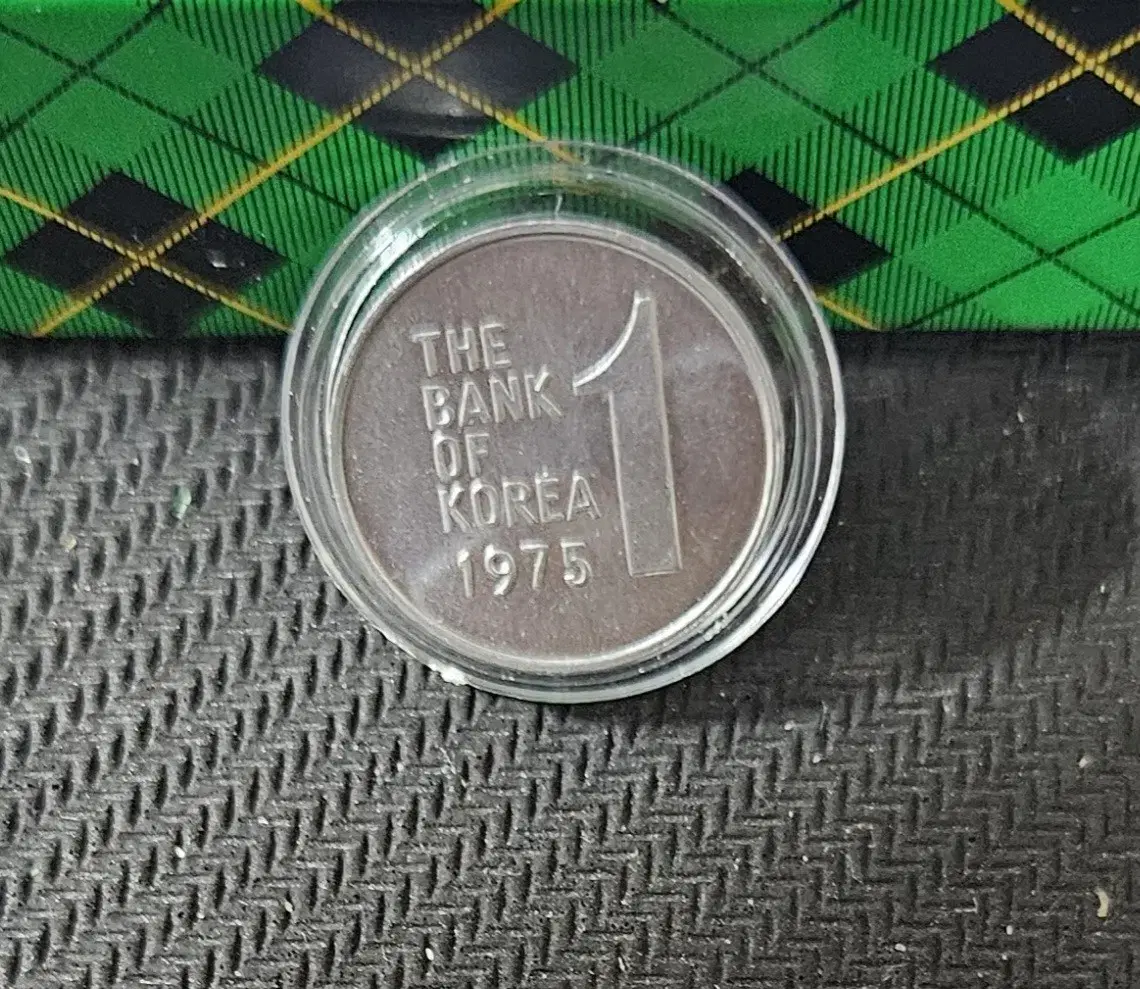 THE
BANK
OF
KOREA
1975
1